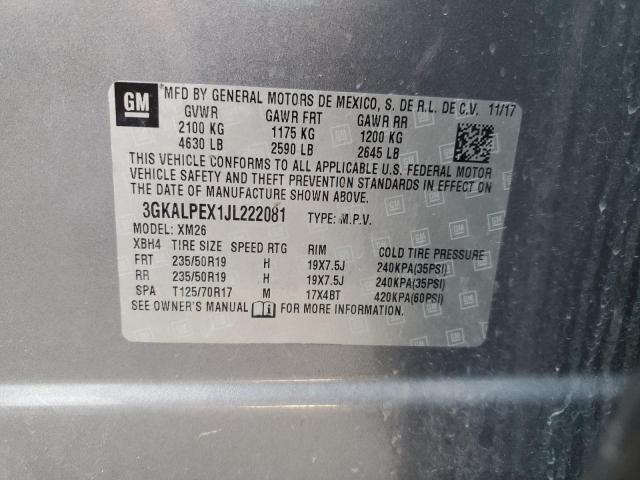 GM
MFD BY GENERAL MOTORS DE MEXICO, S. DE R.L. DE C.V. 11/17
GVWR GAWR FRT GAWR RR
2100 KG 1175 KG 1200 KG
4630 LB 2590 LB 2645 LB
THIS VEHICLE CONFORMS TO ALL APPLICABLE U.S. FEDERAL MOTOR
VEHICLE SAFETY AND THEFT PREVENTION STANDARDS IN EFFECT ON
THE DATE OF MANUFACTURE SHOWN ABOVE.
3GKALPEX1JL222081 TYPE: M.P.V.
MODEL: XM26
XBH4 TIRE SIZE SPEED RTG RIM COLD TIRE PRESSURE
FRT 235/50R19 H 19X7.5J 240KPA(35PSI)
RR 235/50R19 H 19X7.5J 240KPA(35PSI)
SPA T125/70R17 M 17X4BT 420KPA(60PSI)
SEE OWNER'S MANUAL FOR MORE INFORMATION.